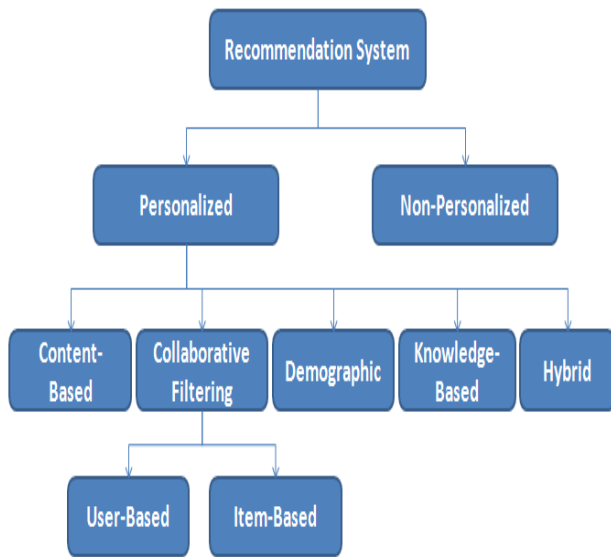 Recommendation System
Personalized
Non-Personalized
Content-
Based
Collaborative
Filtering
Demographic
Knowledge-
Based
Hybrid
User-Based
Item-Based